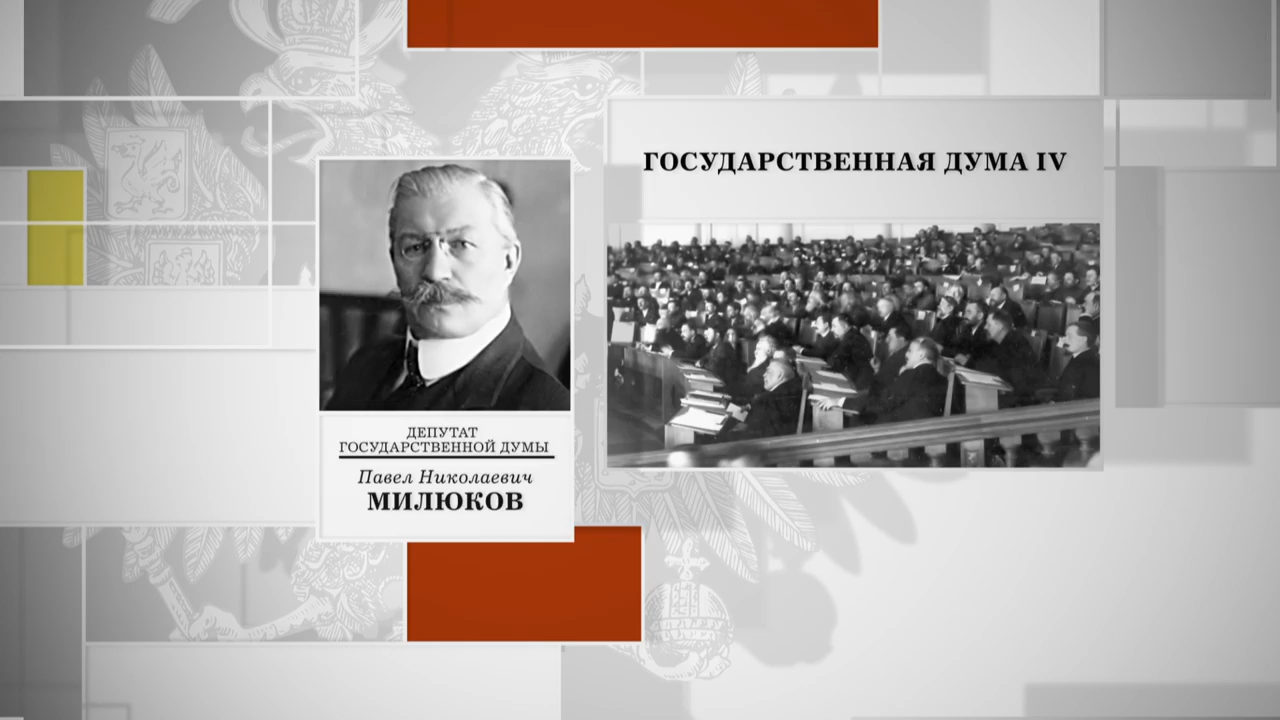 ГОСУДАРСТВЕННАЯ ДУМА IV
ДЕПУТАТ
ГОСУДАРСТВЕННОЙ ДУМЫ
Павел Николаевич
МИЛЮКОВ